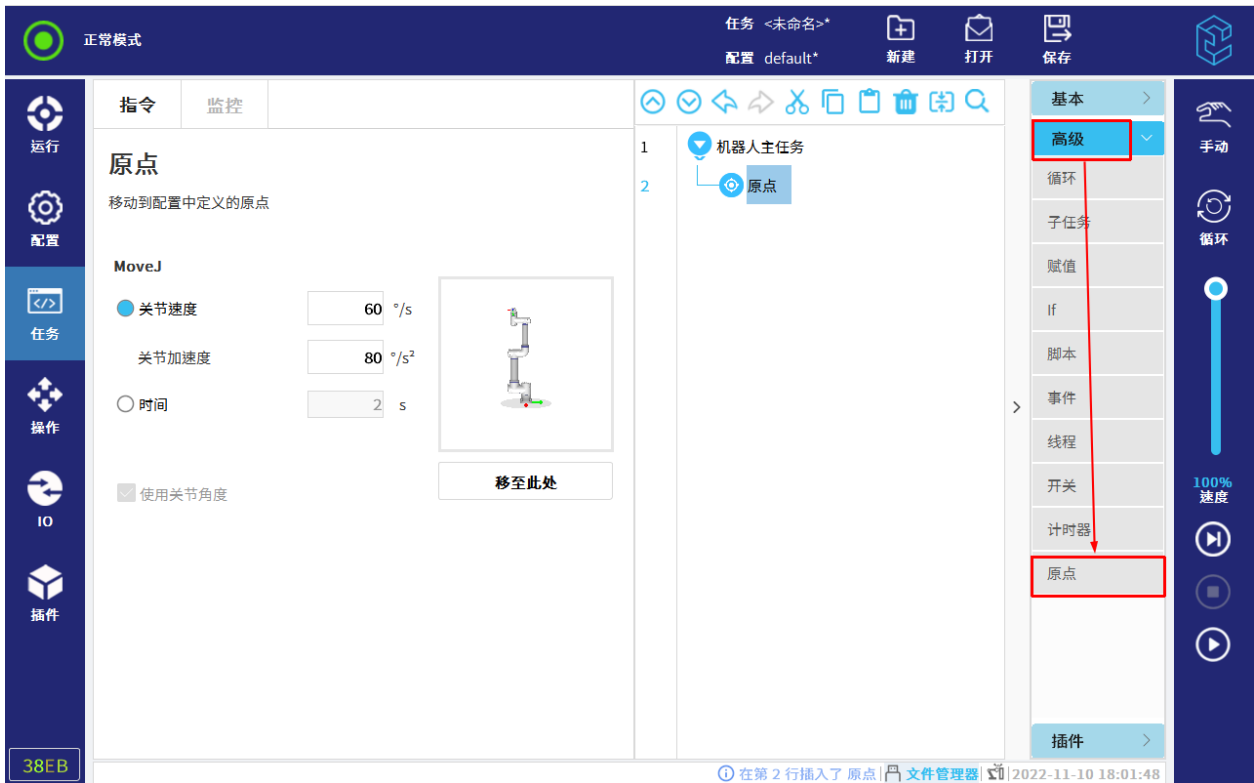 正常模式
任务 <未命名>*
配置 default*
新建
打开
保存
运行
配置
任务
操作
IO
插件
38EB
指令
监控
原点
移动到配置中定义的原点
MoveJ
关节速度 60 °/s
关节加速度 80 °/s²
时间 2 s
使用关节角度
移至此处
1 机器人主任务
2 原点
基本
高级
循环
子任务
赋值
If
脚本
事件
线程
开关
计时器
原点
插件
手动
循环
100%
速度
在第 2 行插入了 原点 文件管理器 2022-11-10 18:01:48